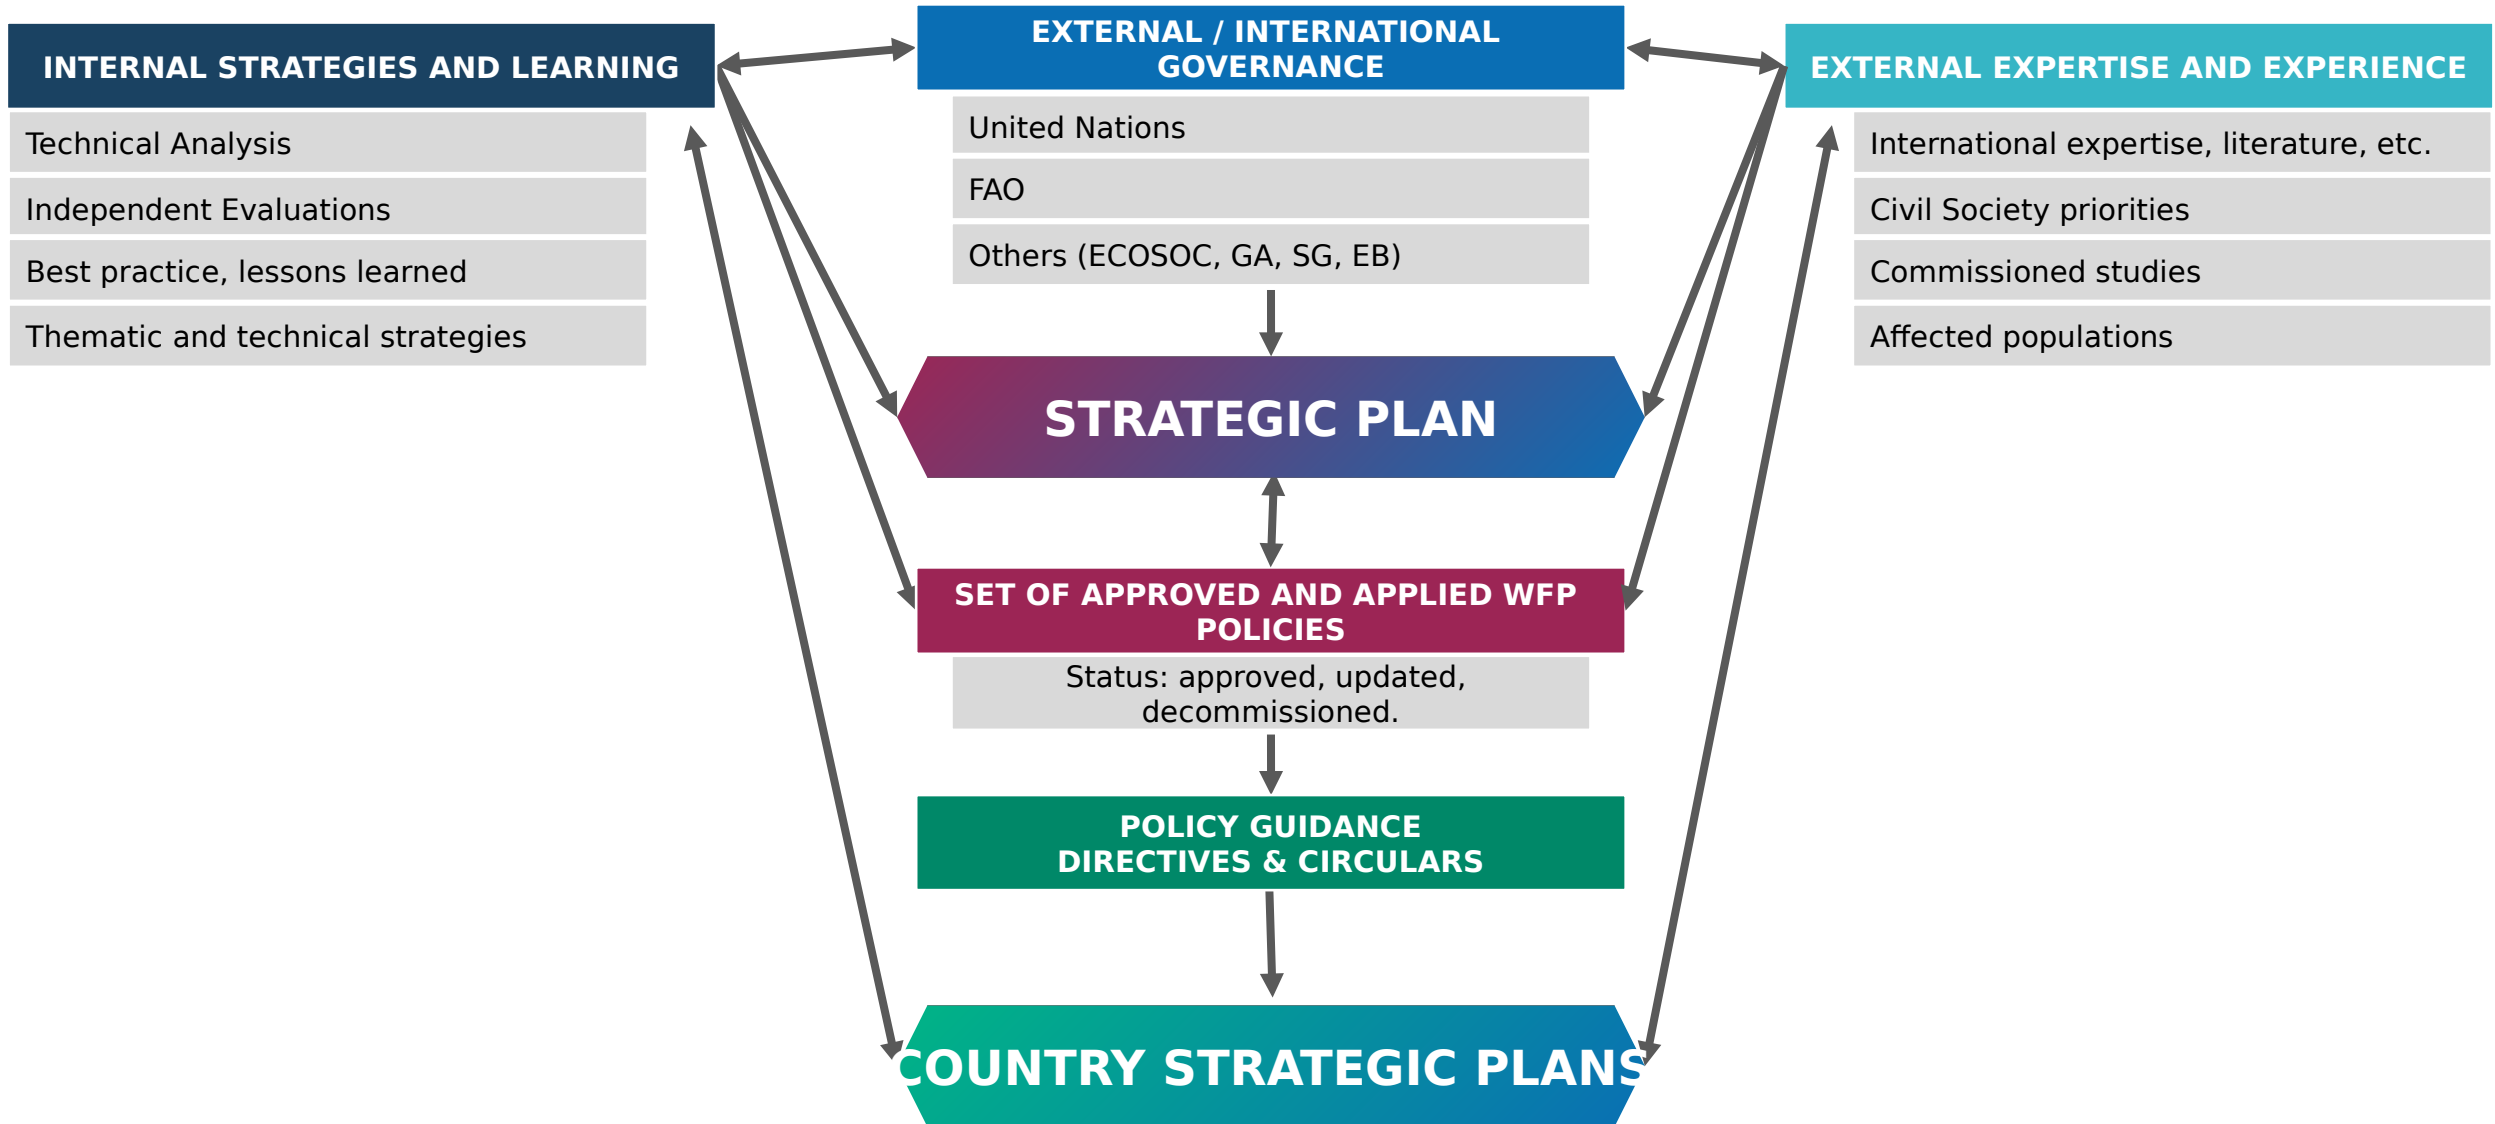 INTERNAL STRATEGIES AND LEARNING
Technical Analysis
Independent Evaluations
Best practice, lessons learned
Thematic and technical strategies
EXTERNAL / INTERNATIONAL
GOVERNANCE
United Nations
FAO
Others (ECOSOC, GA, SG, EB)
EXTERNAL EXPERTISE AND EXPERIENCE
International expertise, literature, etc.
Civil Society priorities
Commissioned studies
Affected populations
STRATEGIC PLAN
SET OF APPROVED AND APPLIED WFP
POLICIES
Status: approved, updated,
decommissioned.
POLICY GUIDANCE
DIRECTIVES & CIRCULARS
COUNTRY STRATEGIC PLANS